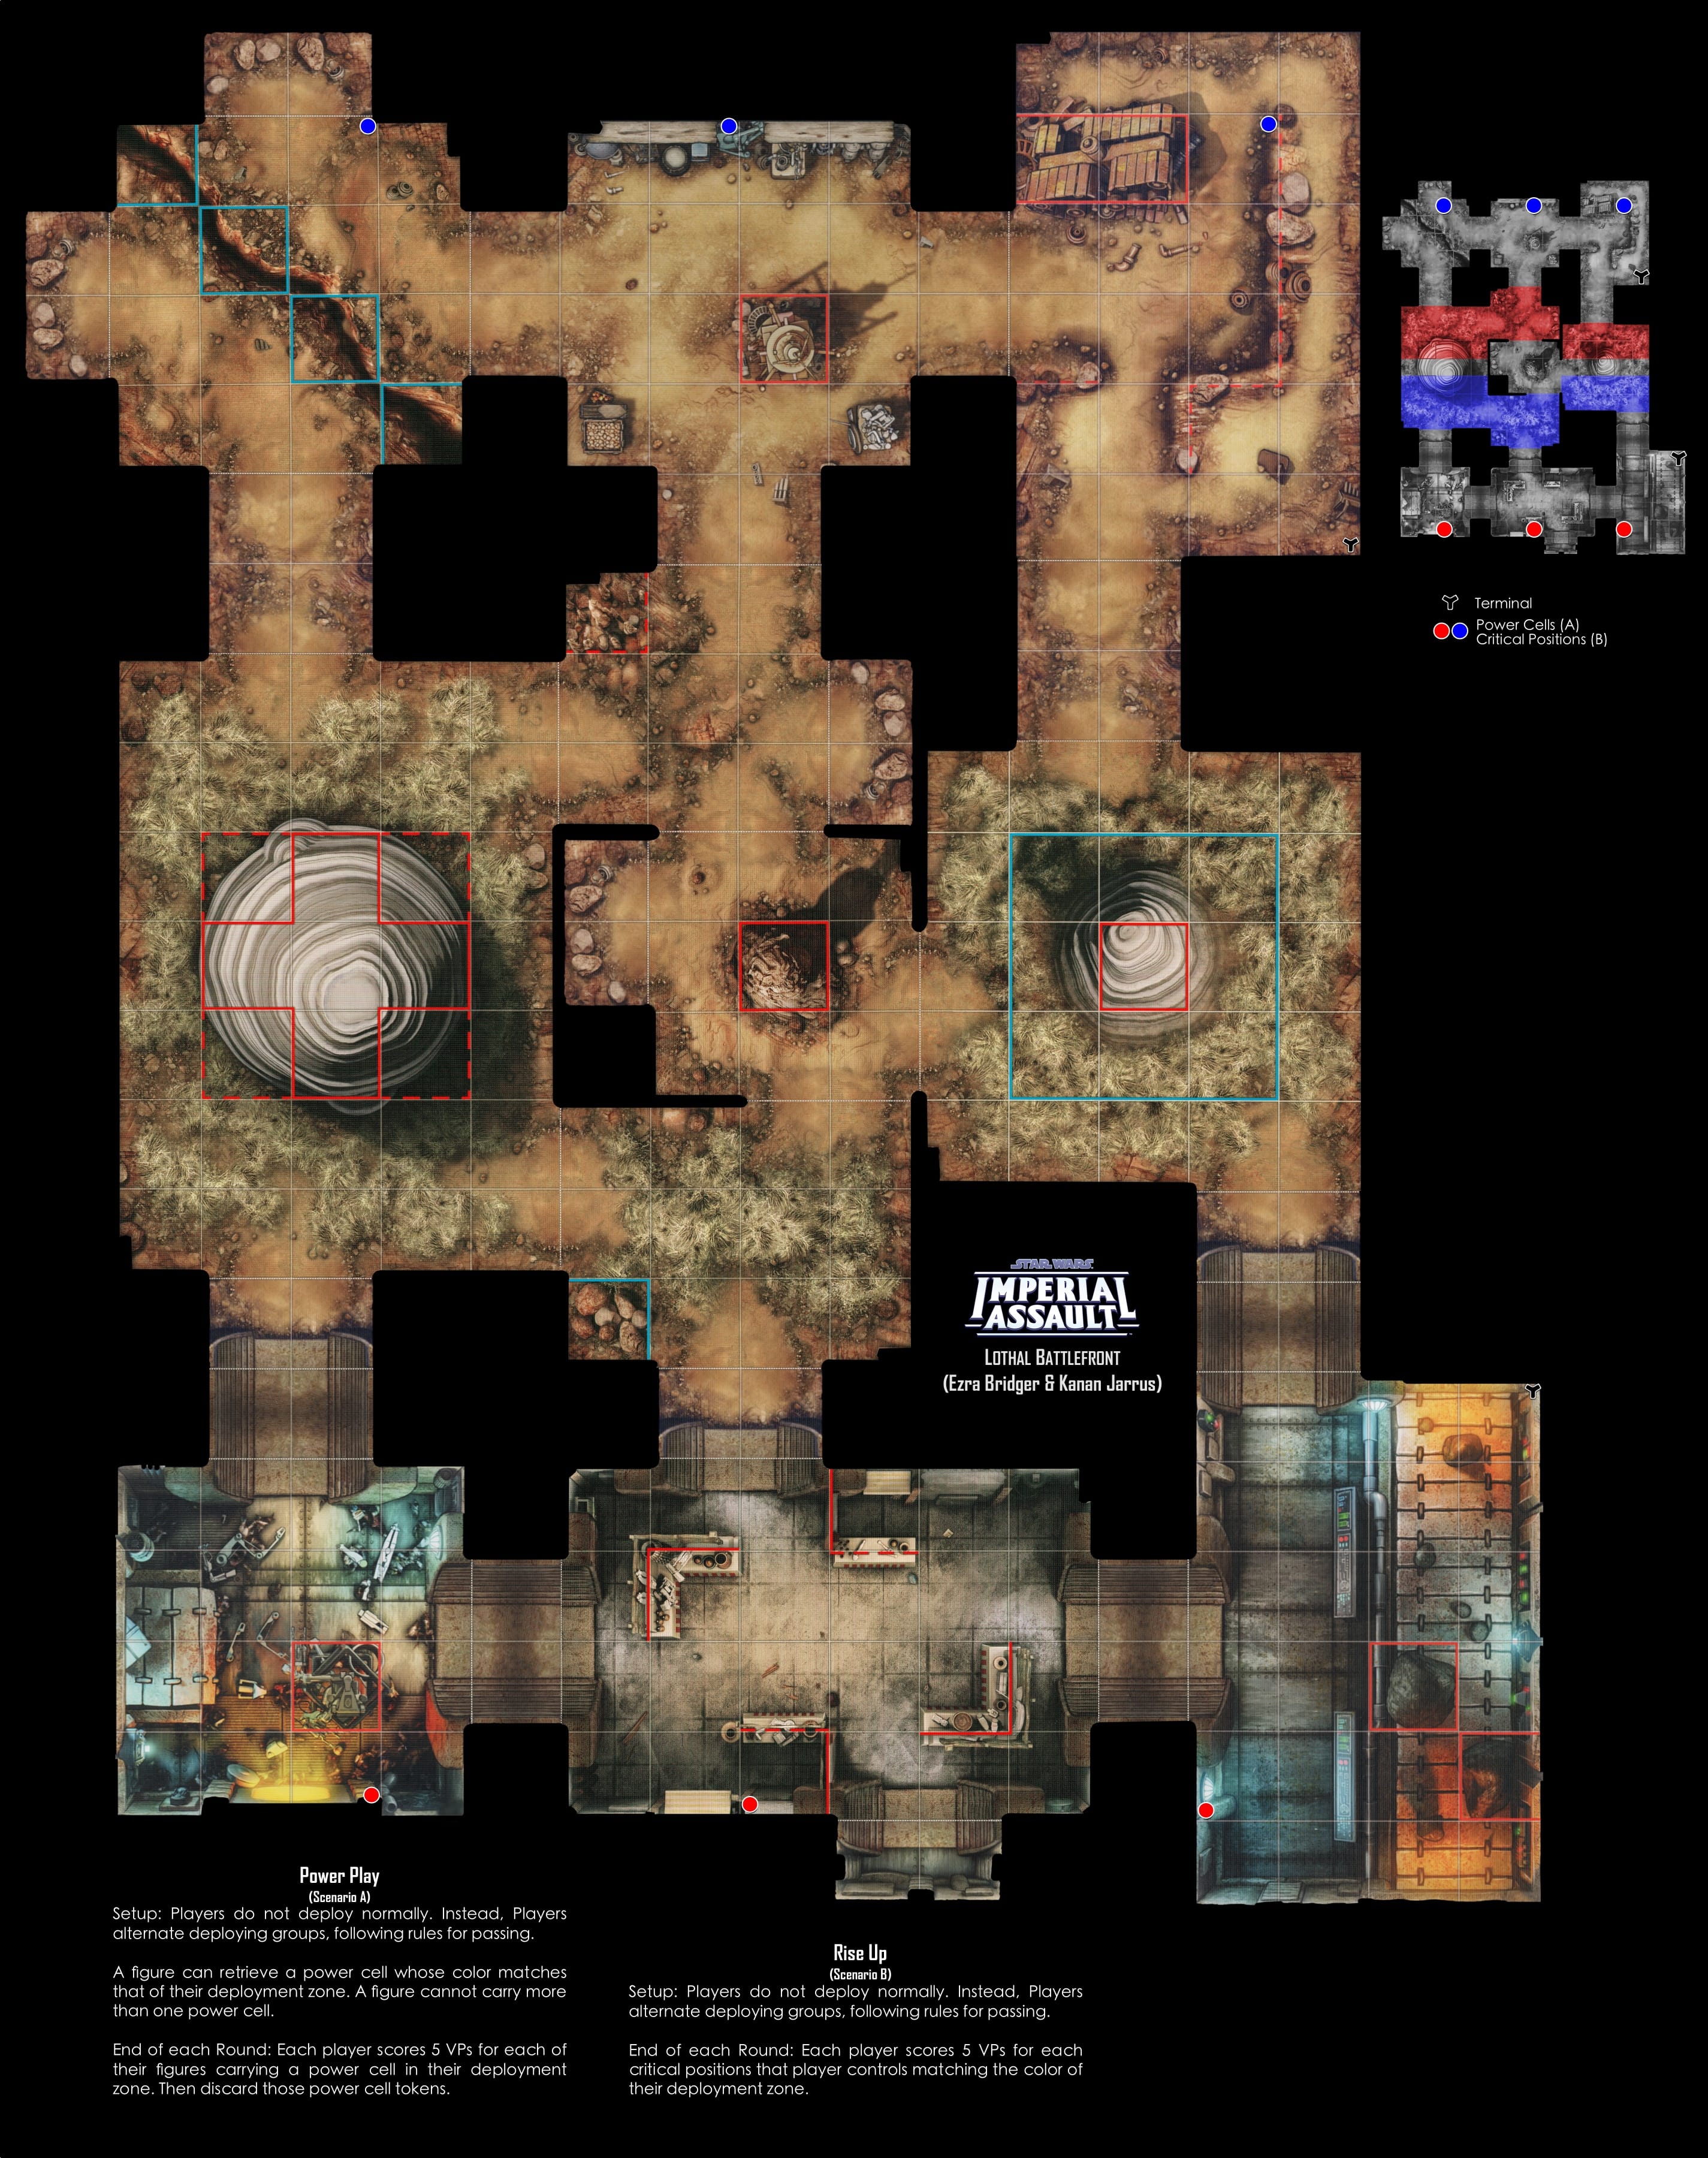 Terminal
Power Cells (A)
Critical Positions (B)
STAR WARS
IMPERIAL
ASSAULT
LOTHAL BATTLEFRONT
(Ezra Bridger & Kanan Jarrus)
Power Play
(Scenario A)
Setup: Players do not deploy normally. Instead, Players
alternate deploying groups, following rules for passing.
A figure can retrieve a power cell whose color matches
that of their deployment zone. A figure cannot carry more
than one power cell.
End of each Round: Each player scores 5 VPs for each of
their figures carrying a power cell in their deployment
zone. Then discard those power cell tokens.
Rise Up
(Scenario B)
Setup: Players do not deploy normally. Instead, Players
alternate deploying groups, following rules for passing.
End of each Round: Each player scores 5 VPs for each
critical positions that player controls matching the color of
their deployment zone.